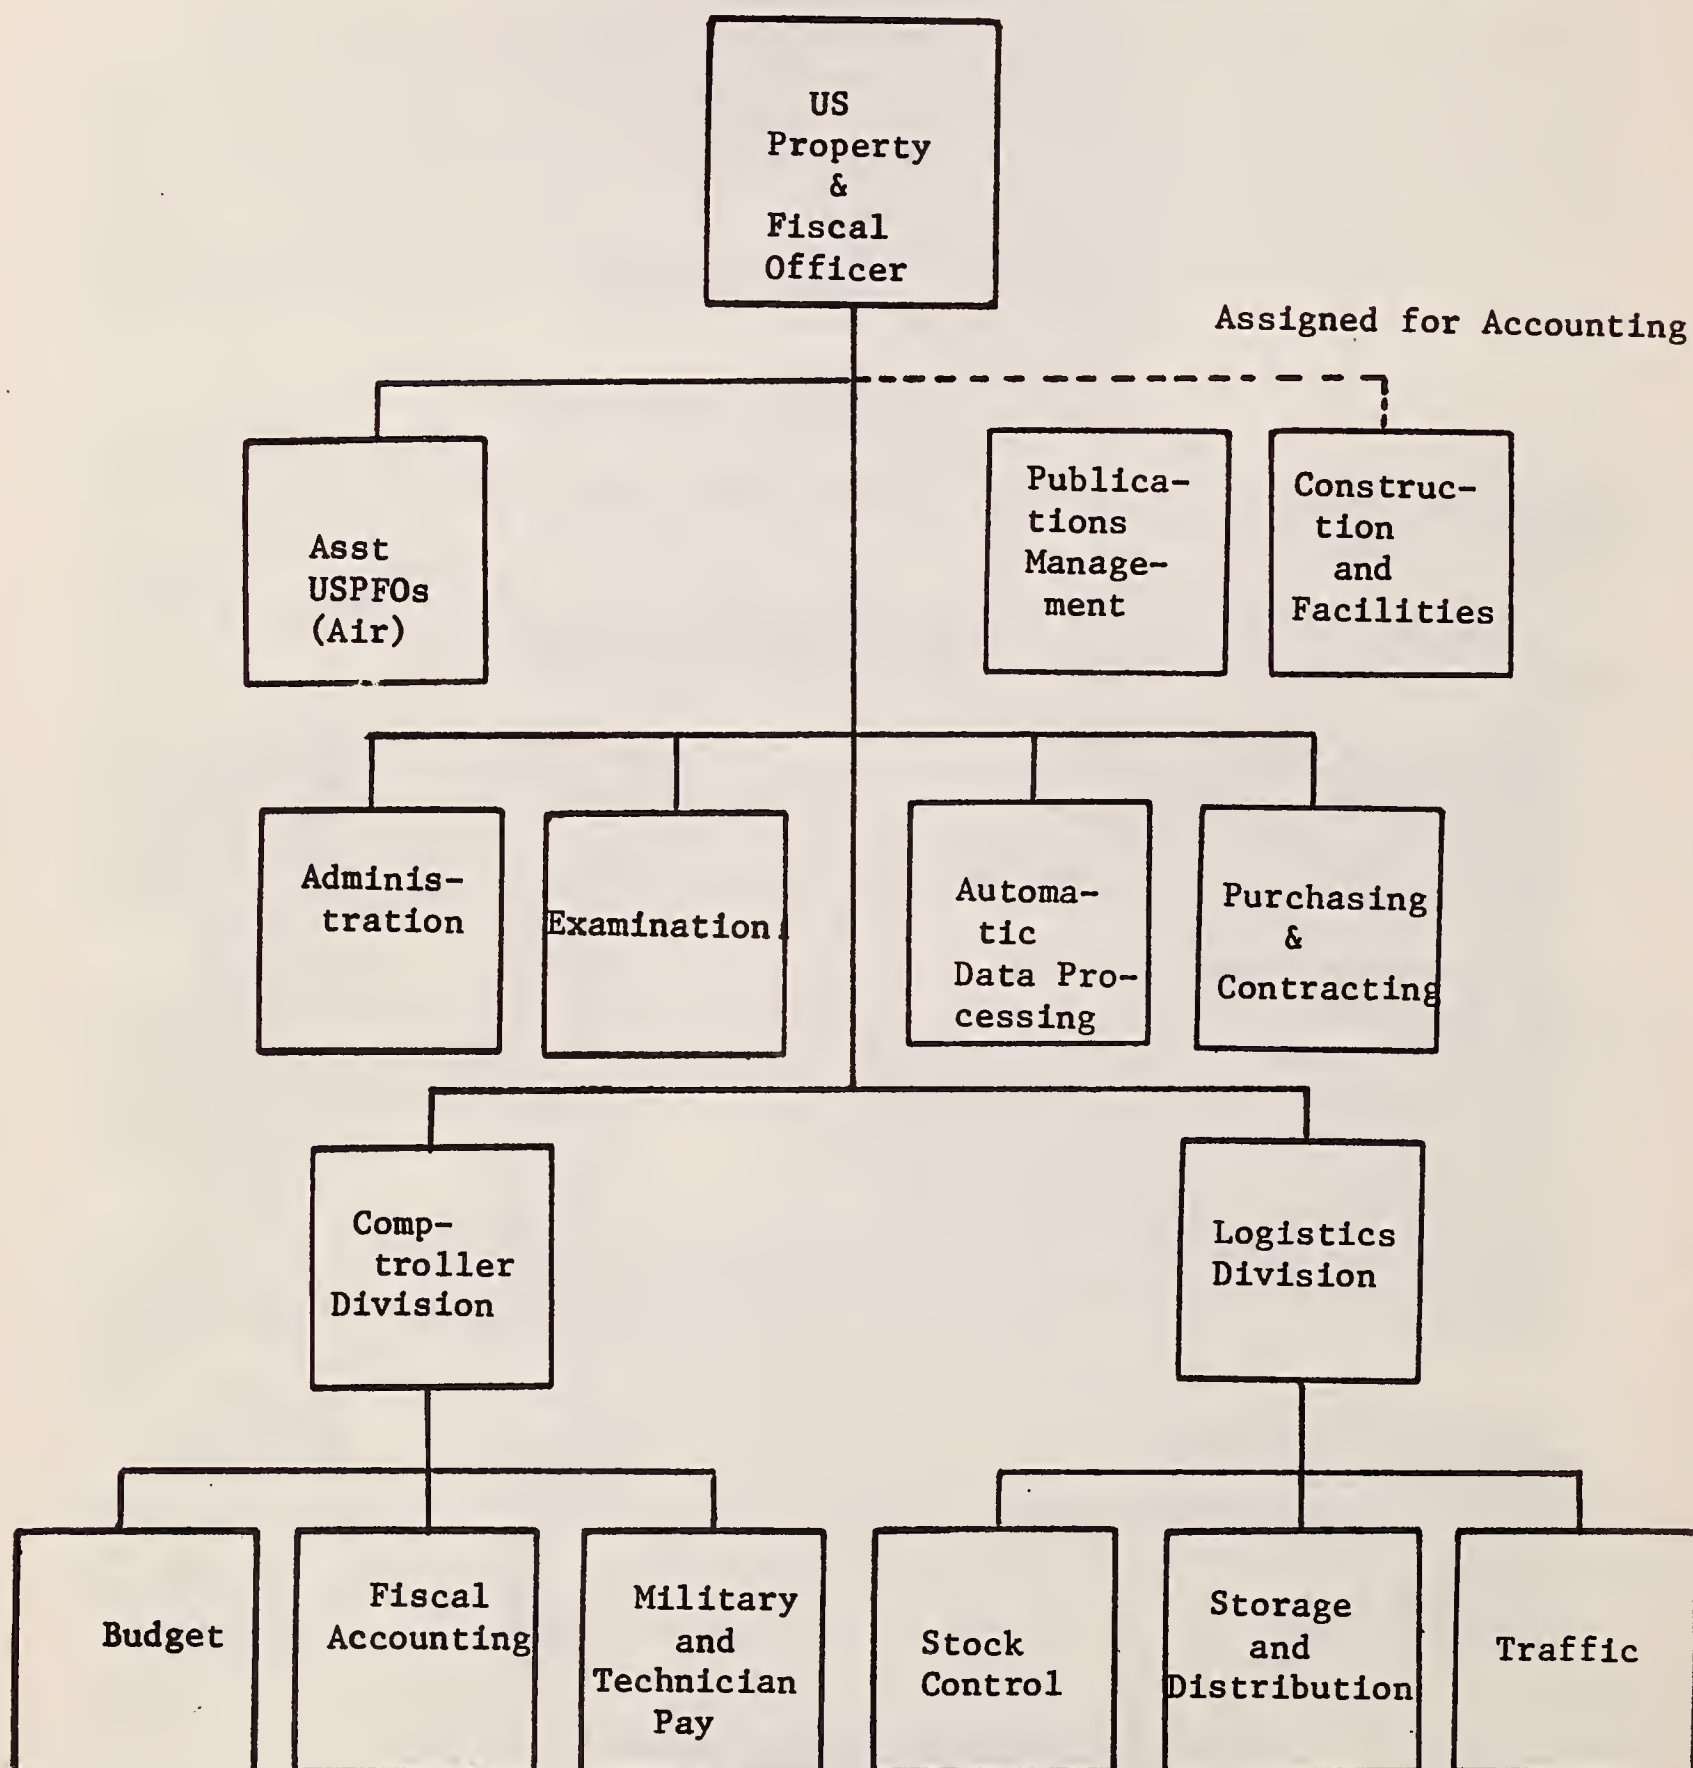 US
Property
&
Fiscal
Officer
Assigned for Accounting
Asst
USPFOs
(Air)
Publica-
tions
Manage-
ment
Construc-
tion
and
Facilities
Adminis-
tration
Examination
Automa-
tic
Data Pro-
cessing
Purchasing
&
Contracting
Comp-
troller
Division
Logistics
Division
Budget
Fiscal
Accounting
Military
and
Technician
Pay
Stock
Control
Storage
and
Distribution
Traffic